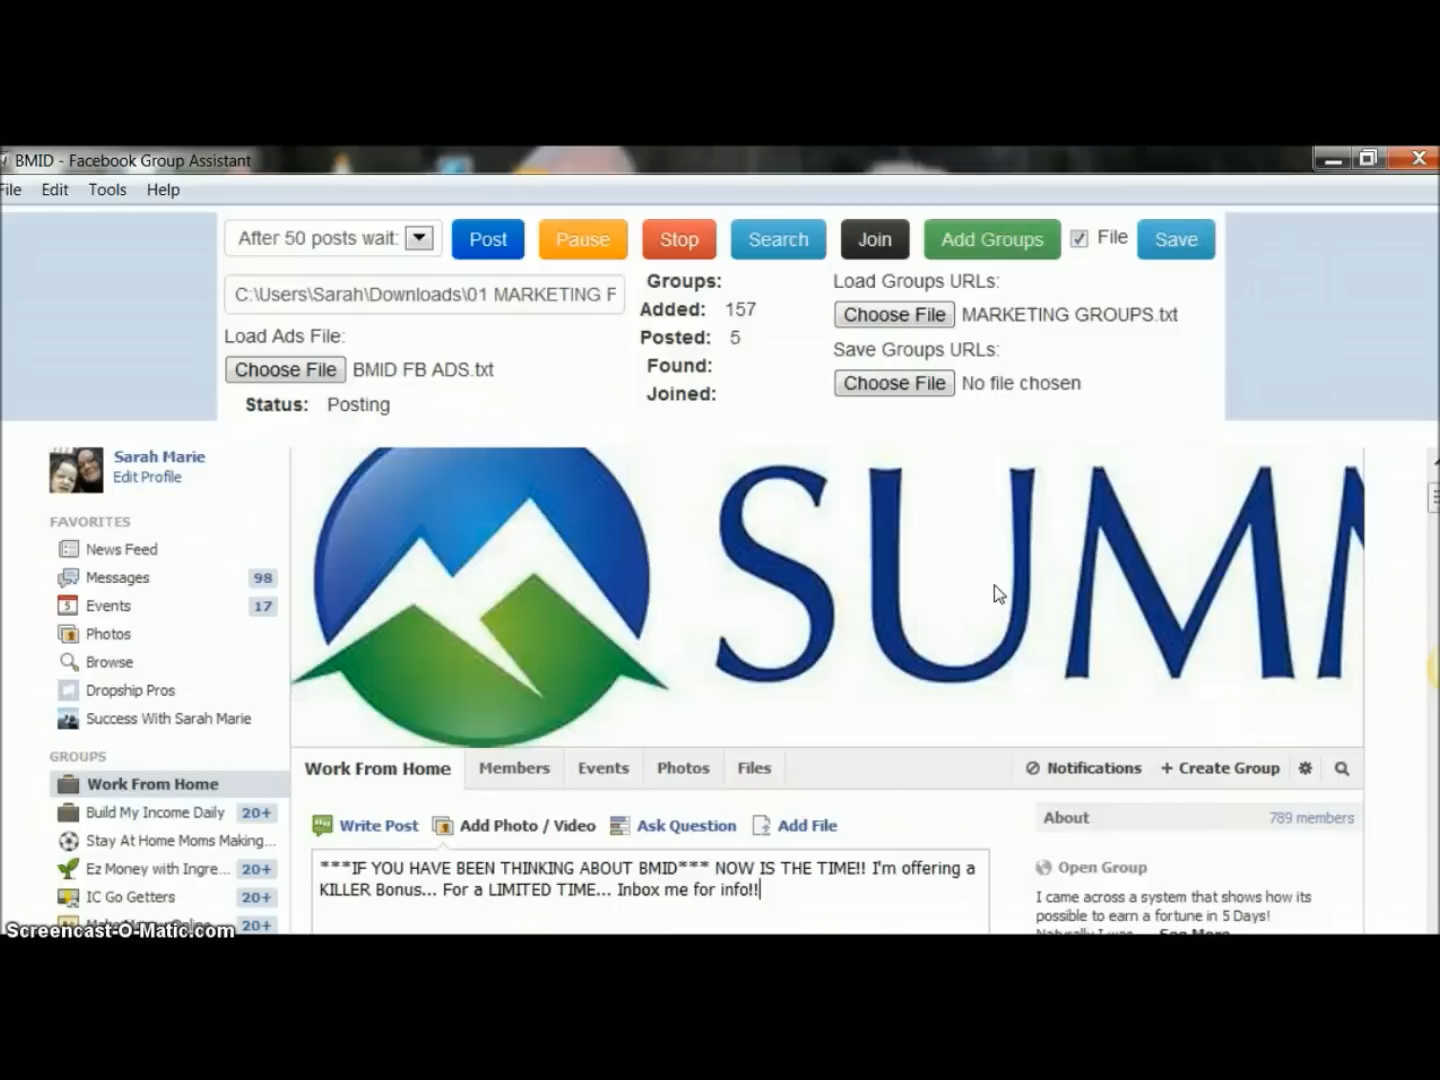 BMID - Facebook Group Assistant
File Edit Tools Help
After 50 posts wait: Post Pause Stop Search Join Add Groups File Save
C:\Users\Sarah\Downloads\01 MARKETING F
Groups:
Load Groups URLs:
Added: 157
Choose File MARKETING GROUPS.txt
Load Ads File:
Posted: 5
Save Groups URLs:
Choose File BMID FB ADS.txt
Found:
Choose File No file chosen
Status: Posting
Joined:
Sarah Marie
Edit Profile
FAVORITES
News Feed
Messages 98
5 Events 17
Photos
Browse
Dropship Pros
Success With Sarah Marie
GROUPS
Work From Home
Build My Income Daily 20+
Stay At Home Moms Making...
Ez Money with Ingre... 20+
IC Go Getters 20+
20+
SUMM
Work From Home Members Events Photos Files Notifications + Create Group
Write Post Add Photo / Video Ask Question Add File
***IF YOU HAVE BEEN THINKING ABOUT BMID*** NOW IS THE TIME!! I'm offering a
KILLER Bonus... For a LIMITED TIME... Inbox me for info!!
About 789 members
Open Group
I came across a system that shows how its
possible to earn a fortune in 5 Days!
Naturally I was... See More
Screencast-O-Matic.com